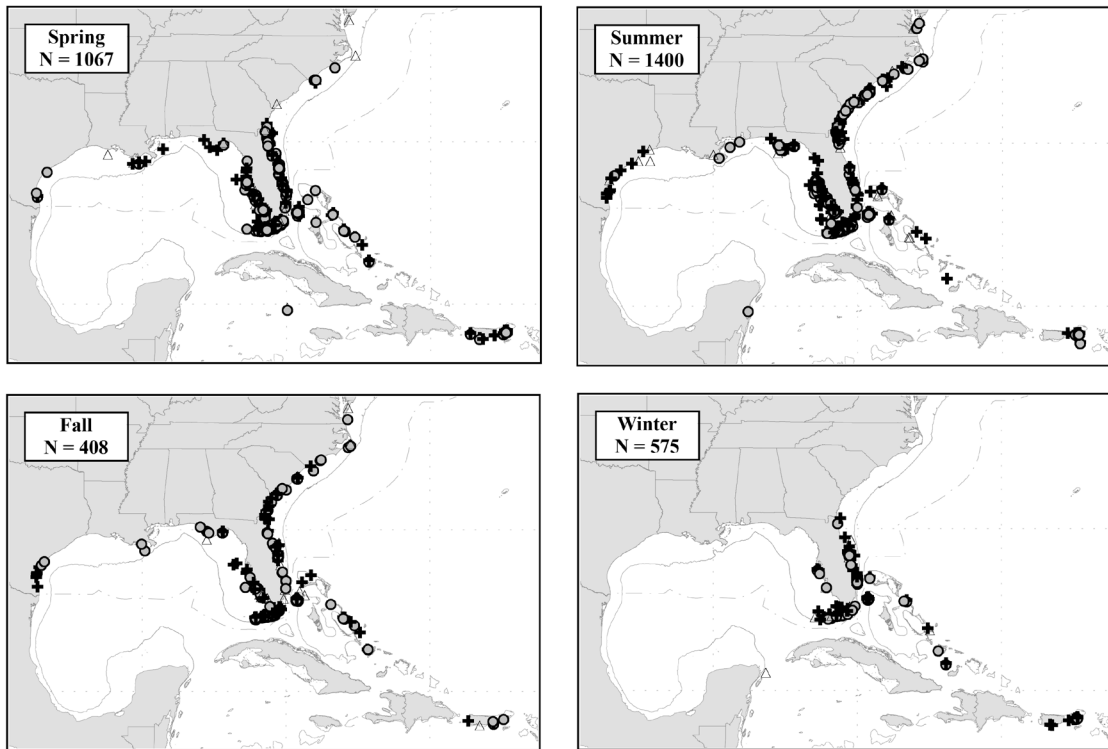 Spring
N = 1067
Summer
N = 1400
Fall
N = 408
Winter
N = 575